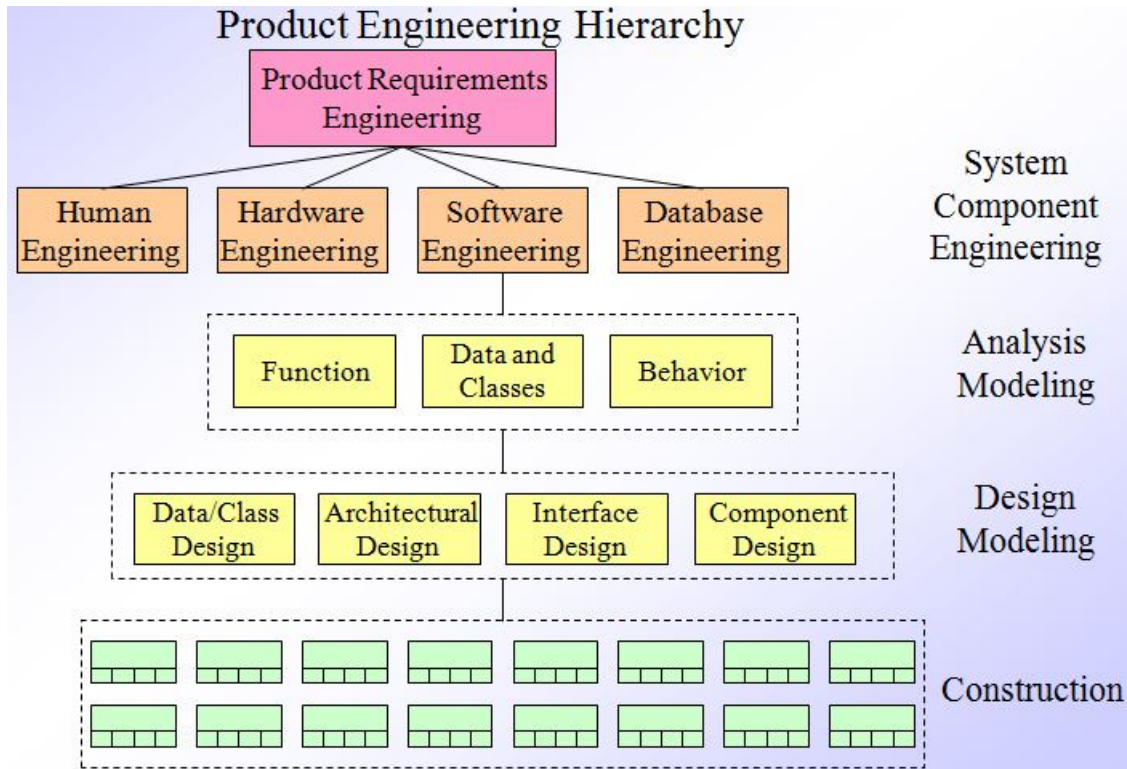 Product Engineering Hierarchy
Product Requirements
Engineering
System
Component
Engineering
Human
Engineering
Hardware
Engineering
Software
Engineering
Database
Engineering
Analysis
Modeling
Function
Data and
Classes
Behavior
Design
Modeling
Data/Class
Design
Architectural
Design
Interface
Design
Component
Design
Construction